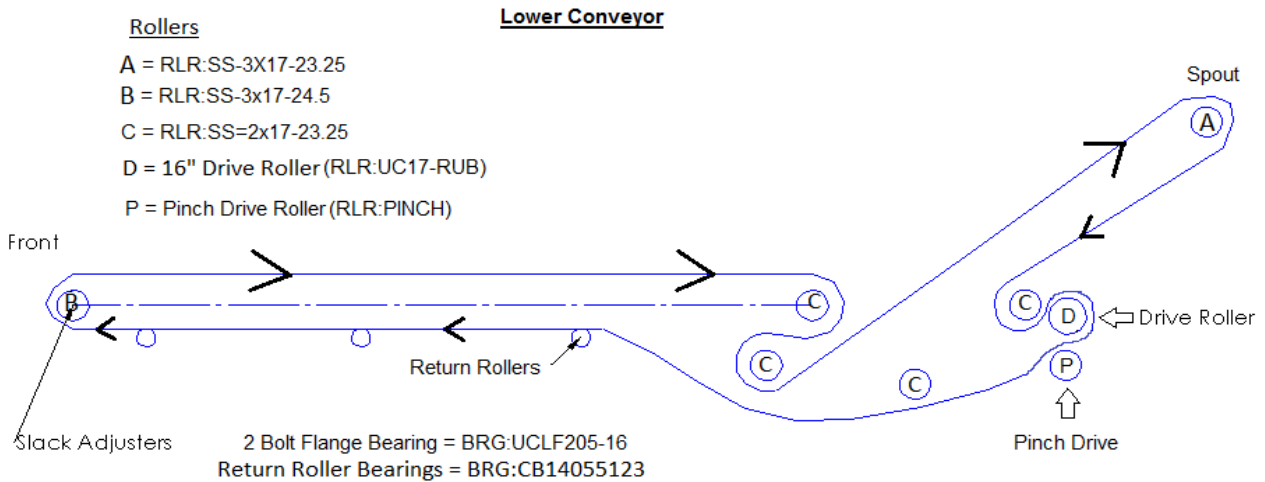 Lower Conveyor
Rollers
A = RLR:SS-3X17-23.25
B = RLR:SS-3x17-24.5
C = RLR:SS=2x17-23.25
D = 16" Drive Roller (RLR:UC17-RUB)
P = Pinch Drive Roller (RLR:PINCH)
Spout
A
Front
B
C
C
D
Drive Roller
C
C
P
Return Rollers
Slack Adjusters
Pinch Drive
2 Bolt Flange Bearing = BRG:UCLF205-16
Return Roller Bearings = BRG:CB14055123